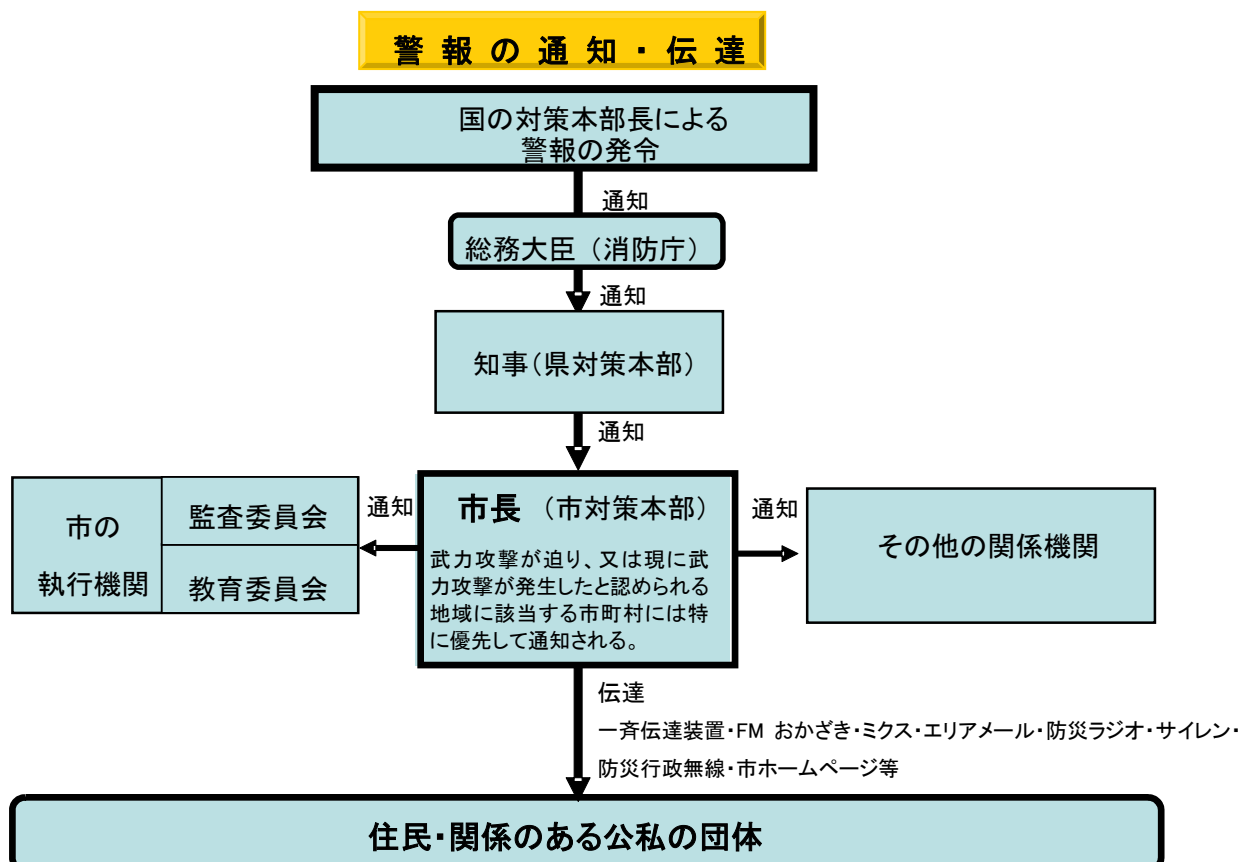 警報の通知・伝達
国の対策本部長による
警報の発令
通知
総務大臣（消防庁）
通知
知事（県対策本部）
通知
市の
執行機関
監査委員会
教育委員会
通知
市長（市対策本部）
武力攻撃が迫り、又は現に武
力攻撃が発生したと認められる
地域に該当する市町村には特
に優先して通知される。
通知
その他の関係機関
伝達
一斉伝達装置・FM おかざき・ミクス・エリアメール・防災ラジオ・サイレン・
防災行政無線・市ホームページ等
住民・関係のある公私の団体